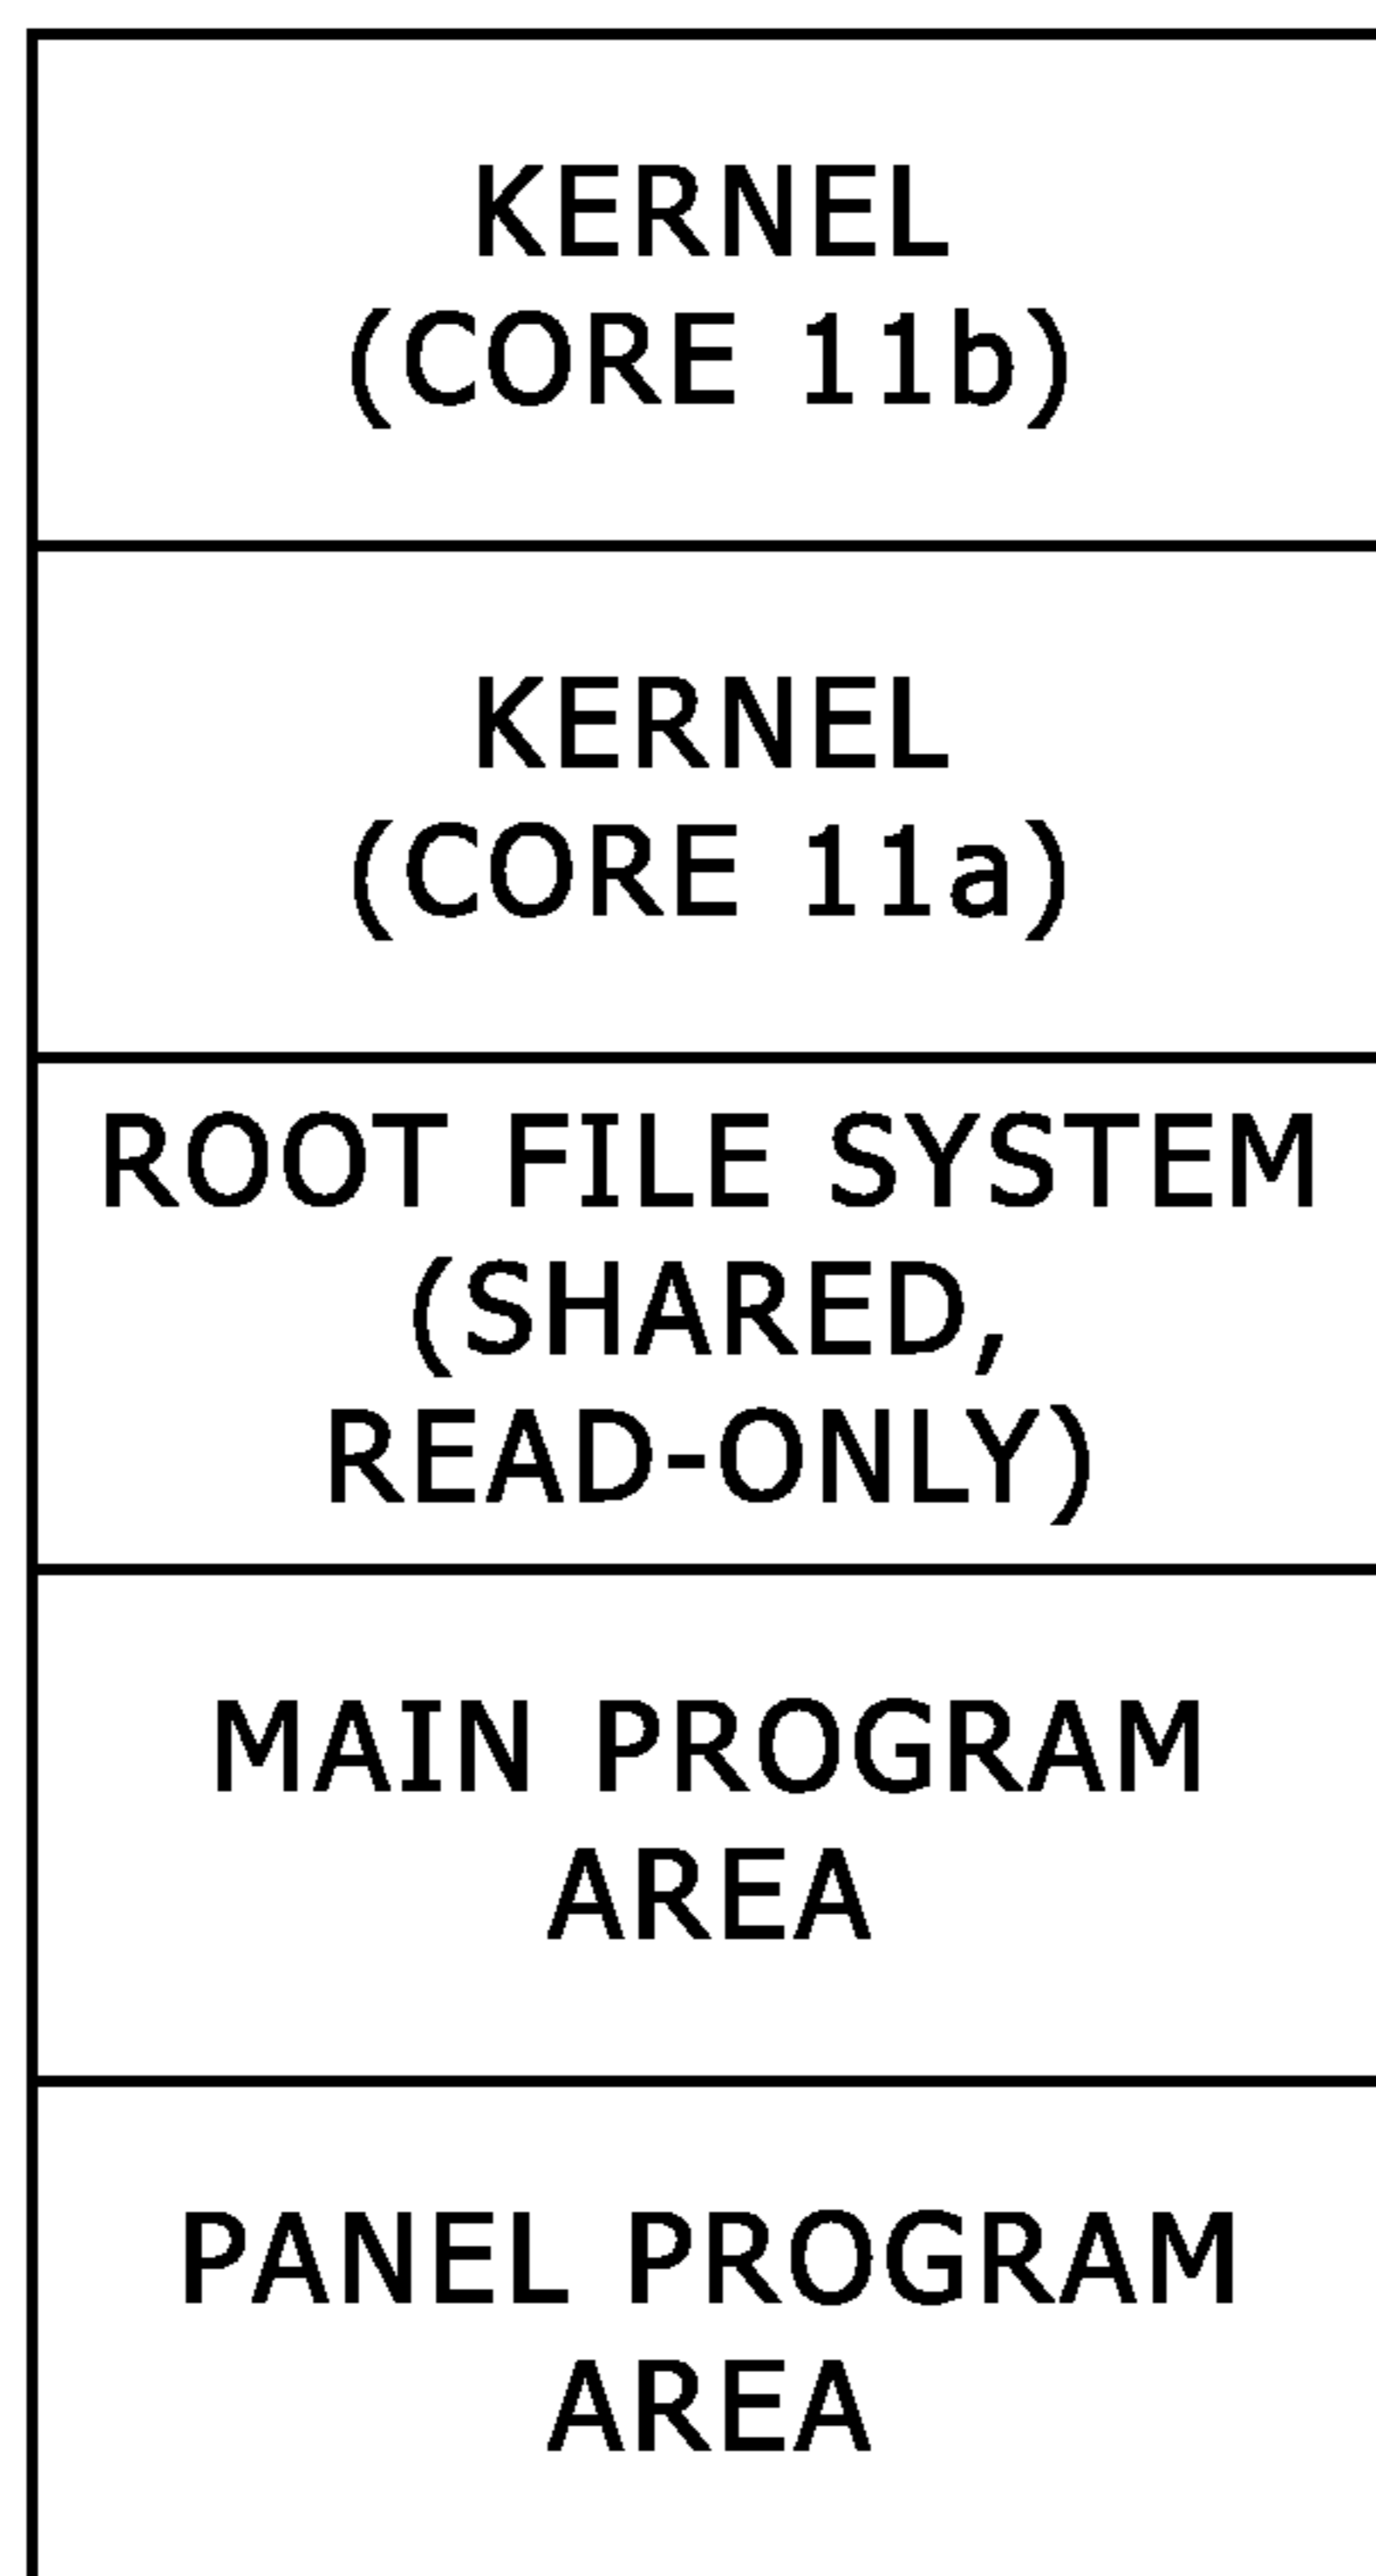 KERNEL
(CORE 11b)
KERNEL
(CORE 11a)
ROOT FILE SYSTEM
(SHARED,
READ-ONLY)
MAIN PROGRAM
AREA
PANEL PROGRAM
AREA